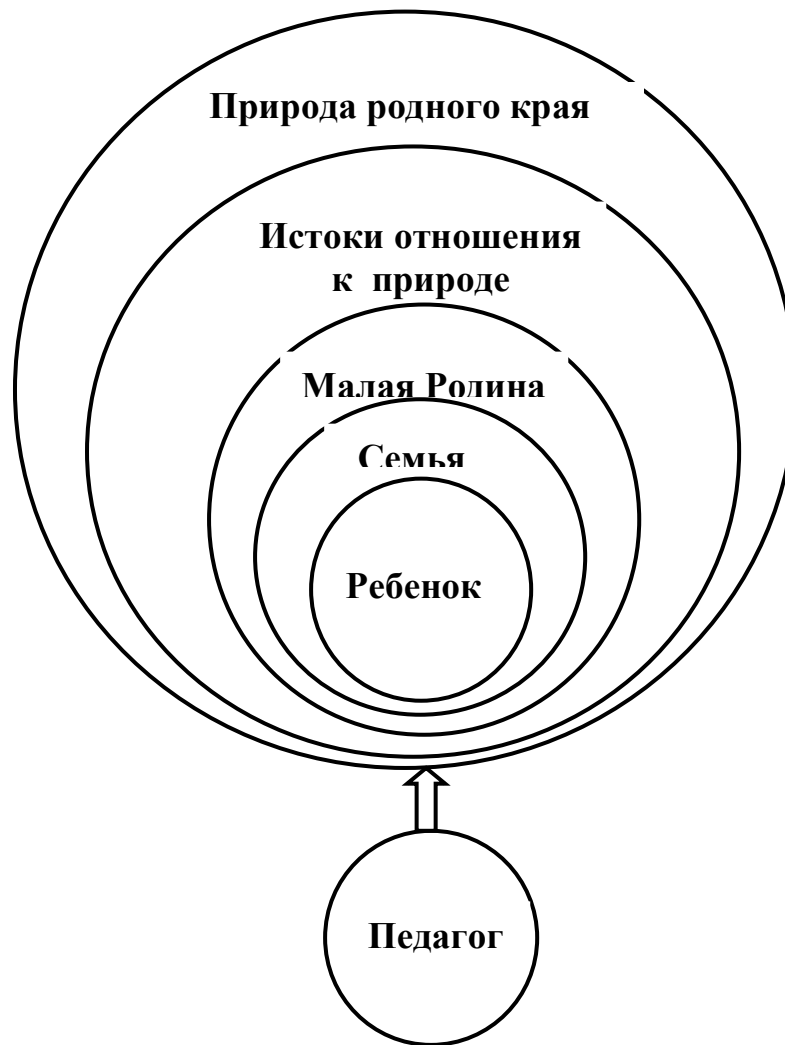 Природа родного края
Истоки отношения
к природе
Малая Родина
Семья
Ребенок
Педагог